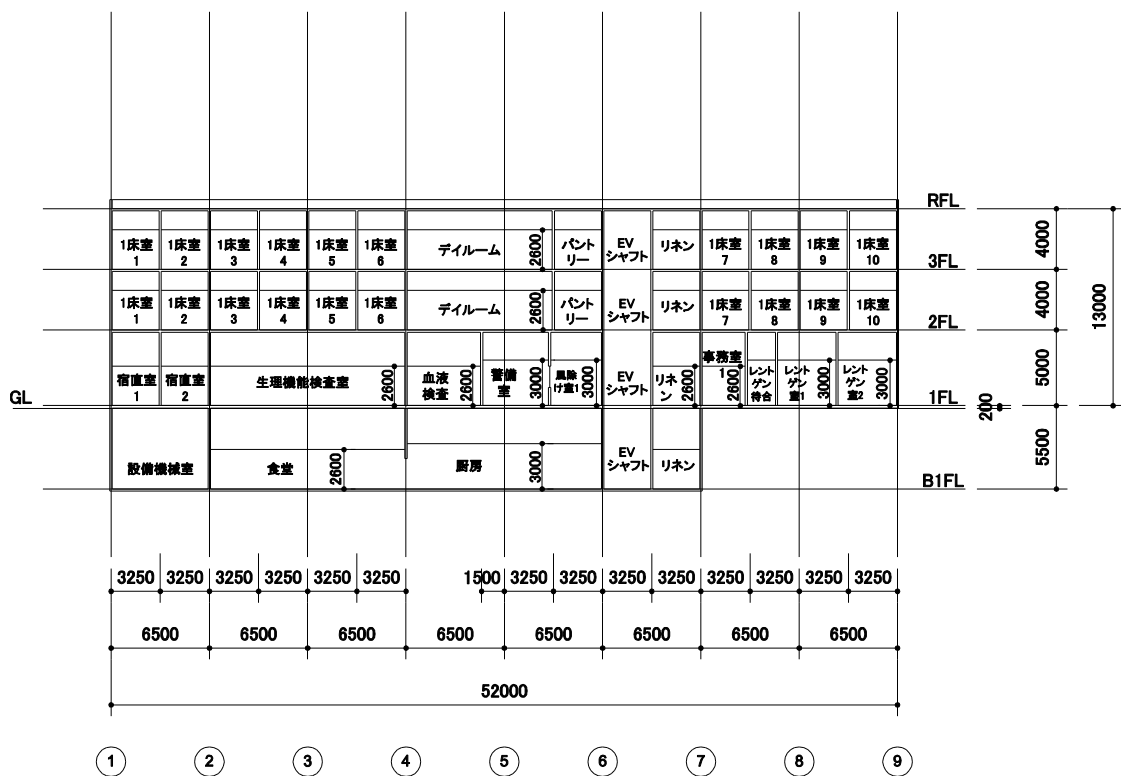 RFL
1床室
1
1床室
2
1床室
3
1床室
4
1床室
5
1床室
6
デイルーム
2600
パント
リー
EV
シャフト
リネン
1床室
7
1床室
8
1床室
9
1床室
10
4000
3FL
1床室
1
1床室
2
1床室
3
1床室
4
1床室
5
1床室
6
デイルーム
2600
パント
リー
EV
シャフト
リネン
1床室
7
1床室
8
1床室
9
1床室
10
4000
13000
2FL
宿直室
1
宿直室
2
生理機能検査室
2600
血液
検査
2600
警備
室
3000
風除
け室1
3000
EV
シャフト
リネ
ン
2600
事務室
1
2600
レント
ゲン
待合
レント
ゲン
室1
3000
レント
ゲン
室2
3000
5000
GL
1FL
200
設備機械室
食堂
2600
厨房
3000
EV
シャフト
リネン
5500
B1FL
3250 3250 3250 3250 3250 3250 1500 3250 3250 3250 3250 3250 3250 3250 3250
6500 6500 6500 6500 6500 6500 6500 6500
52000
1 2 3 4 5 6 7 8 9